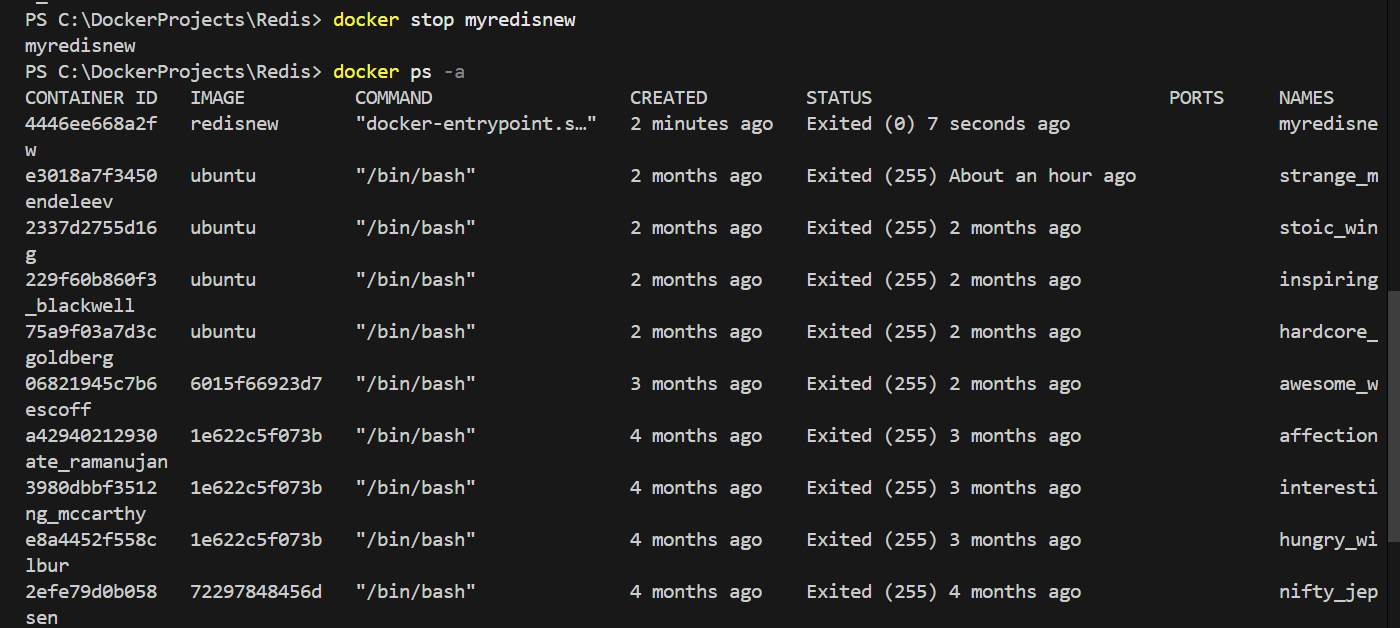 PS C:\DockerProjects\Redis> docker stop myredisnew
myredisnew
PS C:\DockerProjects\Redis> docker ps -a
CONTAINER ID   IMAGE          COMMAND                  CREATED         STATUS                           PORTS     NAMES
4446ee668a2f   redisnew       "docker-entrypoint.s…"   2 minutes ago   Exited (0) 7 seconds ago                   myredisne
w
e3018a7f3450   ubuntu         "/bin/bash"              2 months ago    Exited (255) About an hour ago             strange_m
endeleev
2337d2755d16   ubuntu         "/bin/bash"              2 months ago    Exited (255) 2 months ago                  stoic_win
g
229f60b860f3   ubuntu         "/bin/bash"              2 months ago    Exited (255) 2 months ago                  inspiring
_blackwell
75a9f03a7d3c   ubuntu         "/bin/bash"              2 months ago    Exited (255) 2 months ago                  hardcore_
goldberg
06821945c7b6   6015f66923d7   "/bin/bash"              3 months ago    Exited (255) 2 months ago                  awesome_w
escoff
a42940212930   1e622c5f073b   "/bin/bash"              4 months ago    Exited (255) 3 months ago                  affection
ate_ramanujan
3980dbbf3512   1e622c5f073b   "/bin/bash"              4 months ago    Exited (255) 3 months ago                  interesti
ng_mccarthy
e8a4452f558c   1e622c5f073b   "/bin/bash"              4 months ago    Exited (255) 3 months ago                  hungry_wi
lbur
2efe79d0b058   72297848456d   "/bin/bash"              4 months ago    Exited (255) 4 months ago                  nifty_jep
sen